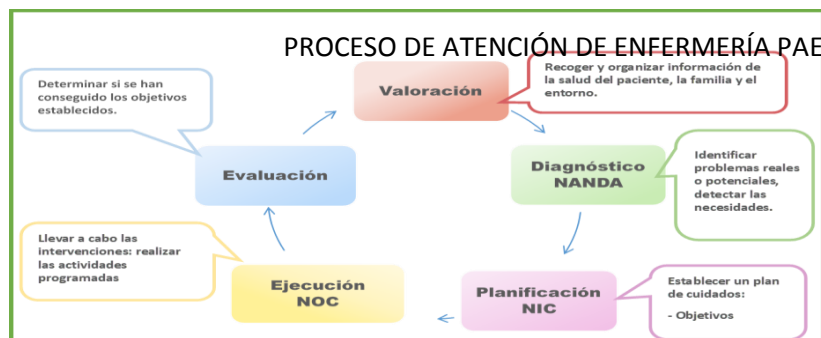 PROCESO DE ATENCIÓN DE ENFERMERÍA PAE
Recoger y organizar información de
la salud del paciente, la familia y el
entorno.
Valoración
Determinar si se han
conseguido los objetivos
establecidos.
Evaluación
Diagnóstico
NANDA
Identificar
problemas reales
o potenciales,
detectar las
necesidades.
Llevar a cabo las
intervenciones: realizar
las actividades
programadas
Ejecución
NOC
Planificación
NIC
Establecer un plan
de cuidados:
- Objetivos